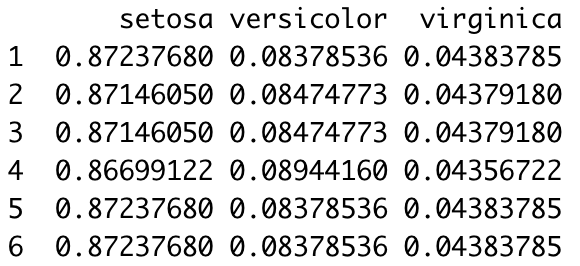 setosa versicolor virginica
1 0.87237680 0.08378536 0.04383785
2 0.87146050 0.08474773 0.04379180
3 0.87146050 0.08474773 0.04379180
4 0.86699122 0.08944160 0.04356722
5 0.87237680 0.08378536 0.04383785
6 0.87237680 0.08378536 0.04383785